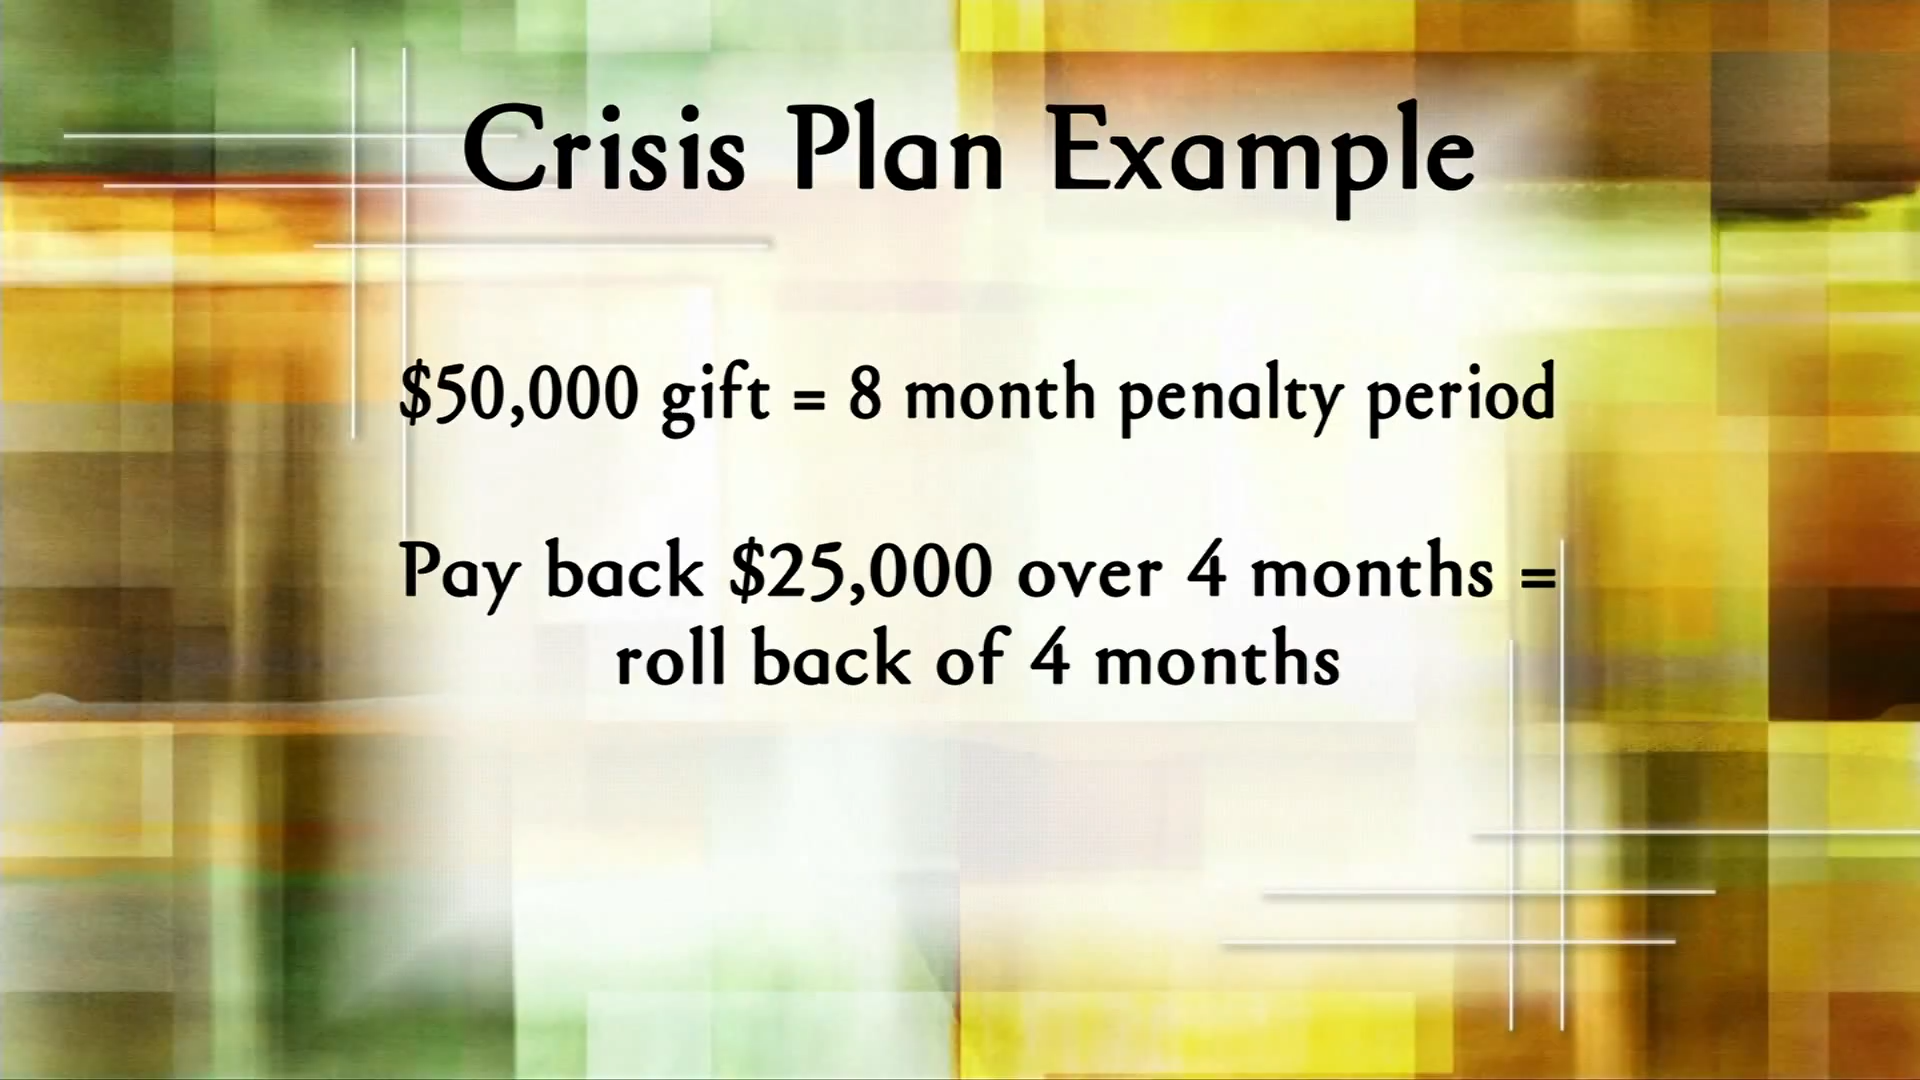 Crisis Plan Example
$50,000 gift = 8 month penalty period
Pay back $25,000 over 4 months =
roll back of 4 months